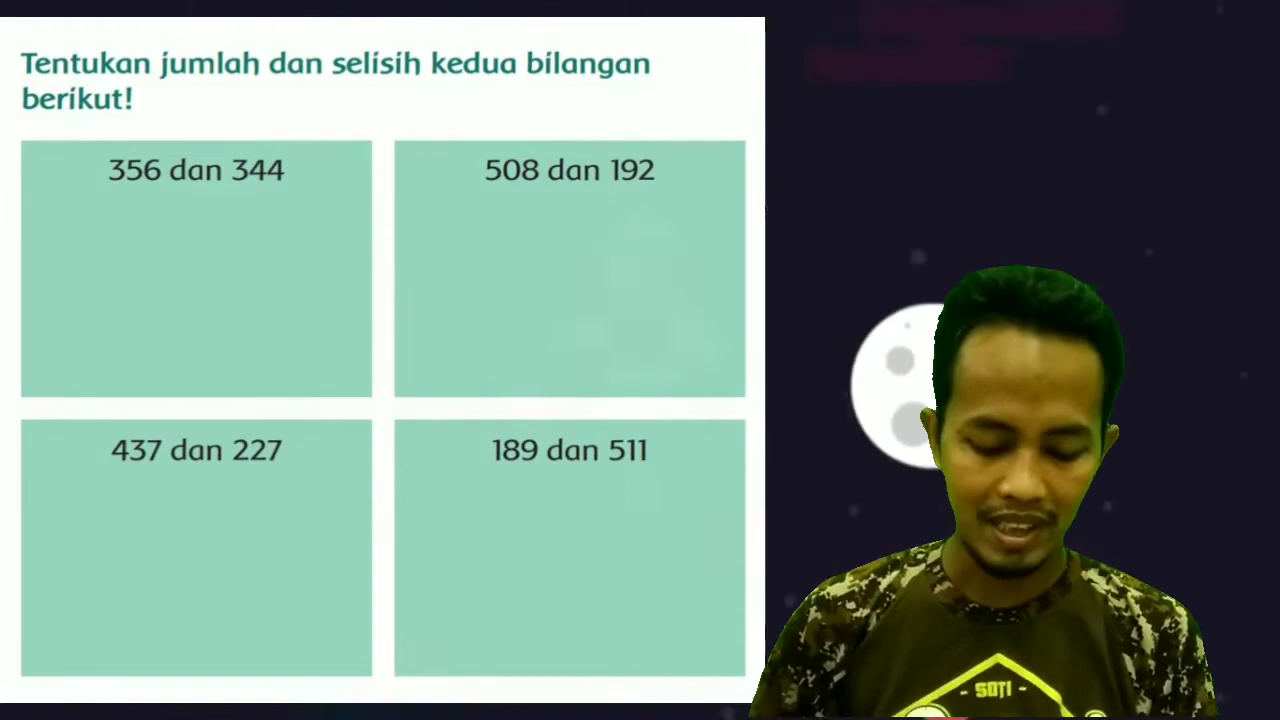 Tentukan jumlah dan selisih kedua bilangan
berikut!
356 dan 344
508 dan 192
437 dan 227
189 dan 511
- SOTI -